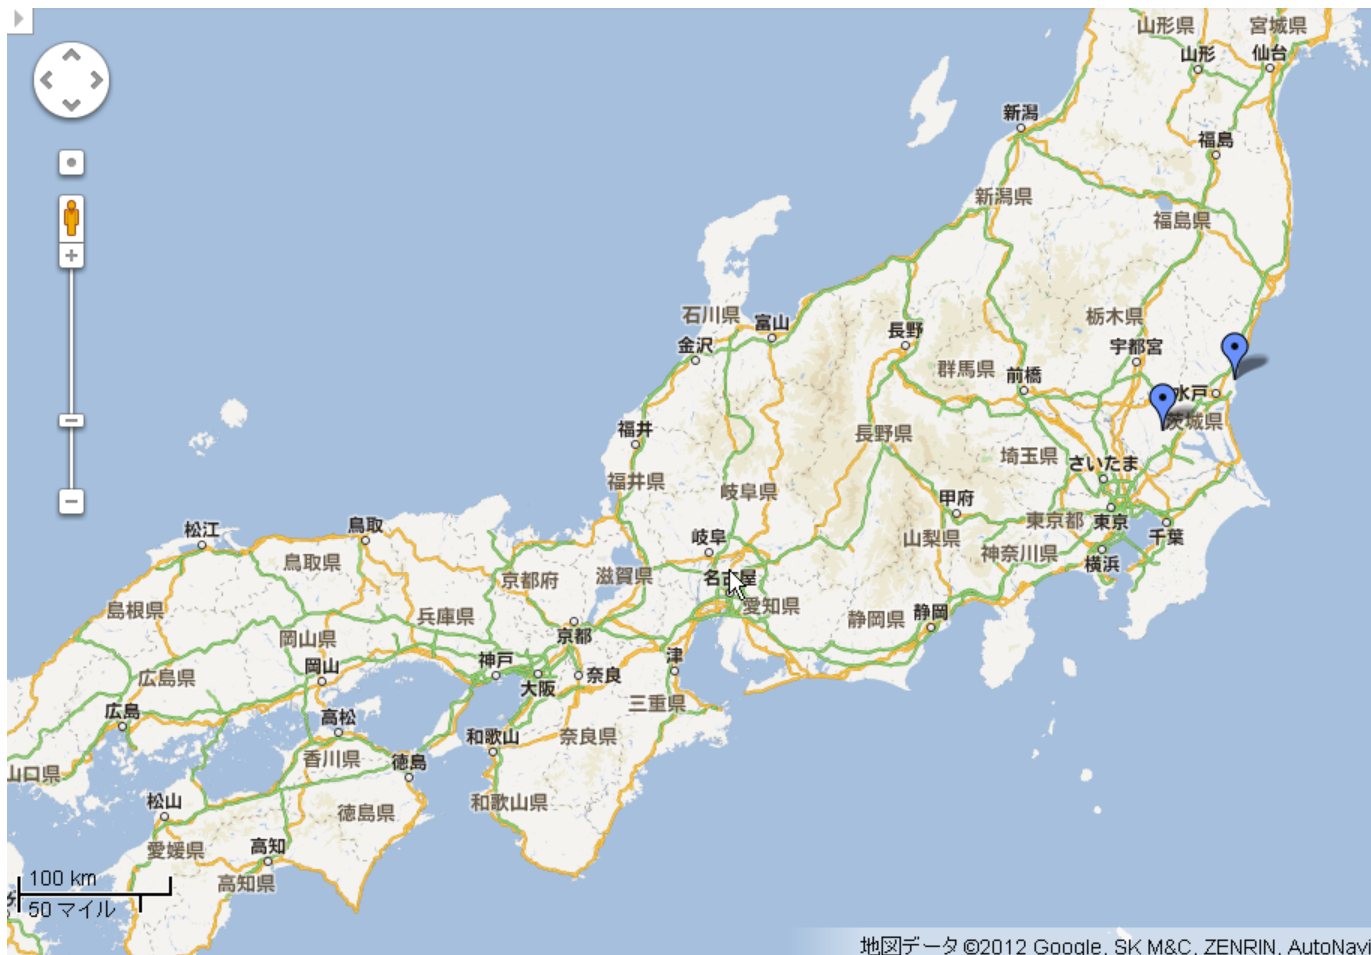 山形県
宮城県
山形
仙台
新潟
福島
新潟県
福島県
石川県
富山
栃木県
長野
宇都宮
金沢
群馬県
前橋
水戸
茨城県
福井
長野県
埼玉県
さいたま
福井県
岐阜県
甲府
東京都
東京
千葉
松江
鳥取
岐阜
山梨県
神奈川県
横浜
鳥取県
京都府
滋賀県
名古屋
愛知県
島根県
兵庫県
静岡県
静岡
岡山県
京都
神戸
津
岡山
広島県
大阪
奈良
三重県
広島
高松
和歌山
奈良県
香川県
徳島
山口県
松山
徳島県
和歌山県
愛媛県
高知
高知県
100 km
50 マイル
地図データ ©2012 Google, SK M&C, ZENRIN, AutoNavi